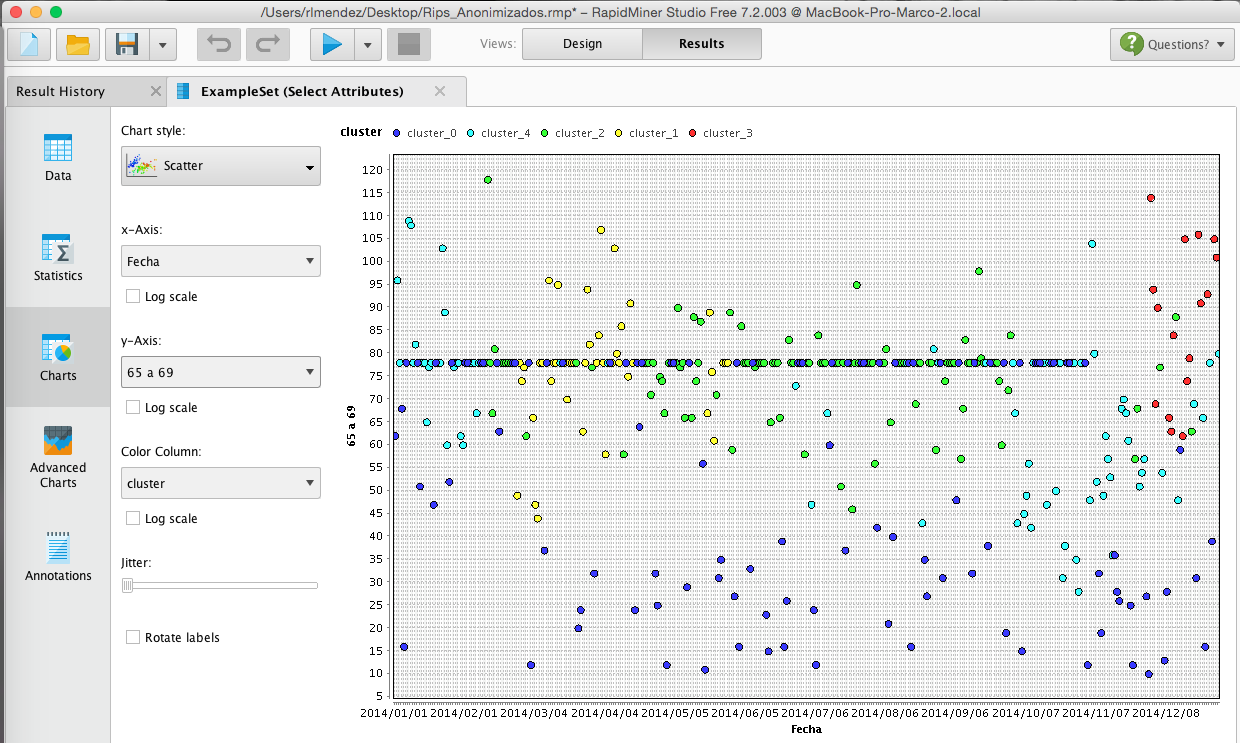 /Users/rlmendez/Desktop/Rips_Anonimizados.rmp* – RapidMiner Studio Free 7.2.003 @ MacBook-Pro-Marco-2.local
Views: Design Results Questions?
Result History ExampleSet (Select Attributes)
Data
Statistics
Charts
Advanced
Charts
Annotations
Chart style:
Scatter
x-Axis:
Fecha
Log scale
y-Axis:
65 a 69
Log scale
Color Column:
cluster
Log scale
Jitter:
Rotate labels
cluster cluster_0 cluster_4 cluster_2 cluster_1 cluster_3
120
115
110
105
100
95
90
85
80
75
70
65
60
55
50
45
40
35
30
25
20
15
10
5
65 a 69
2014/01/01 2014/02/01 2014/03/04 2014/04/04 2014/05/05 2014/06/05 2014/07/06 2014/08/06 2014/09/06 2014/10/07 2014/11/07 2014/12/08
Fecha